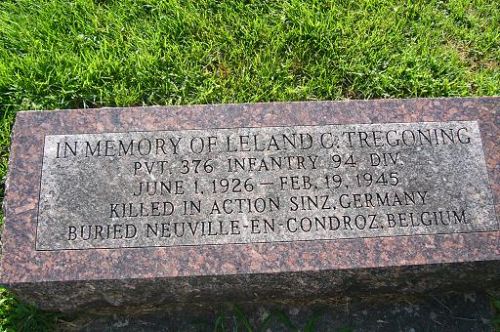 IN MEMORY OF LELAND C. TREGONING
PVT. 376 INFANTRY 94 DIV.
JUNE 1, 1926 – FEB. 19, 1945
KILLED IN ACTION SINZ, GERMANY
BURIED NEUVILLE-EN-CONDROZ, BELGIUM